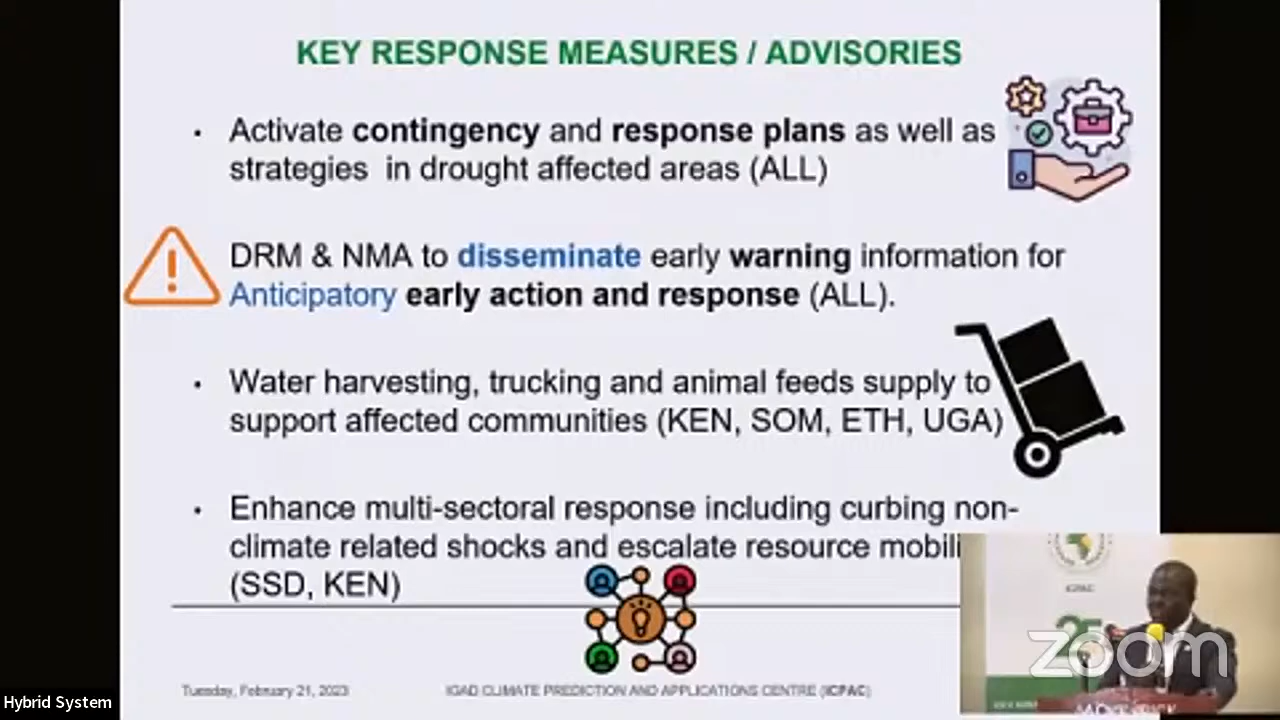 KEY RESPONSE MEASURES / ADVISORIES
· Activate contingency and response plans as well as
strategies in drought affected areas (ALL)
DRM & NMA to disseminate early warning information for
Anticipatory early action and response (ALL).
· Water harvesting, trucking and animal feeds supply to
support affected communities (KEN, SOM, ETH, UGA)
· Enhance multi-sectoral response including curbing non-
climate related shocks and escalate resource mobili
(SSD, KEN)
Tuesday, February 21, 2023
IGAD CLIMATE PREDICTION AND APPLICATIONS CENTRE (ICPAC)
Hybrid System
ICPAC
25
zoom